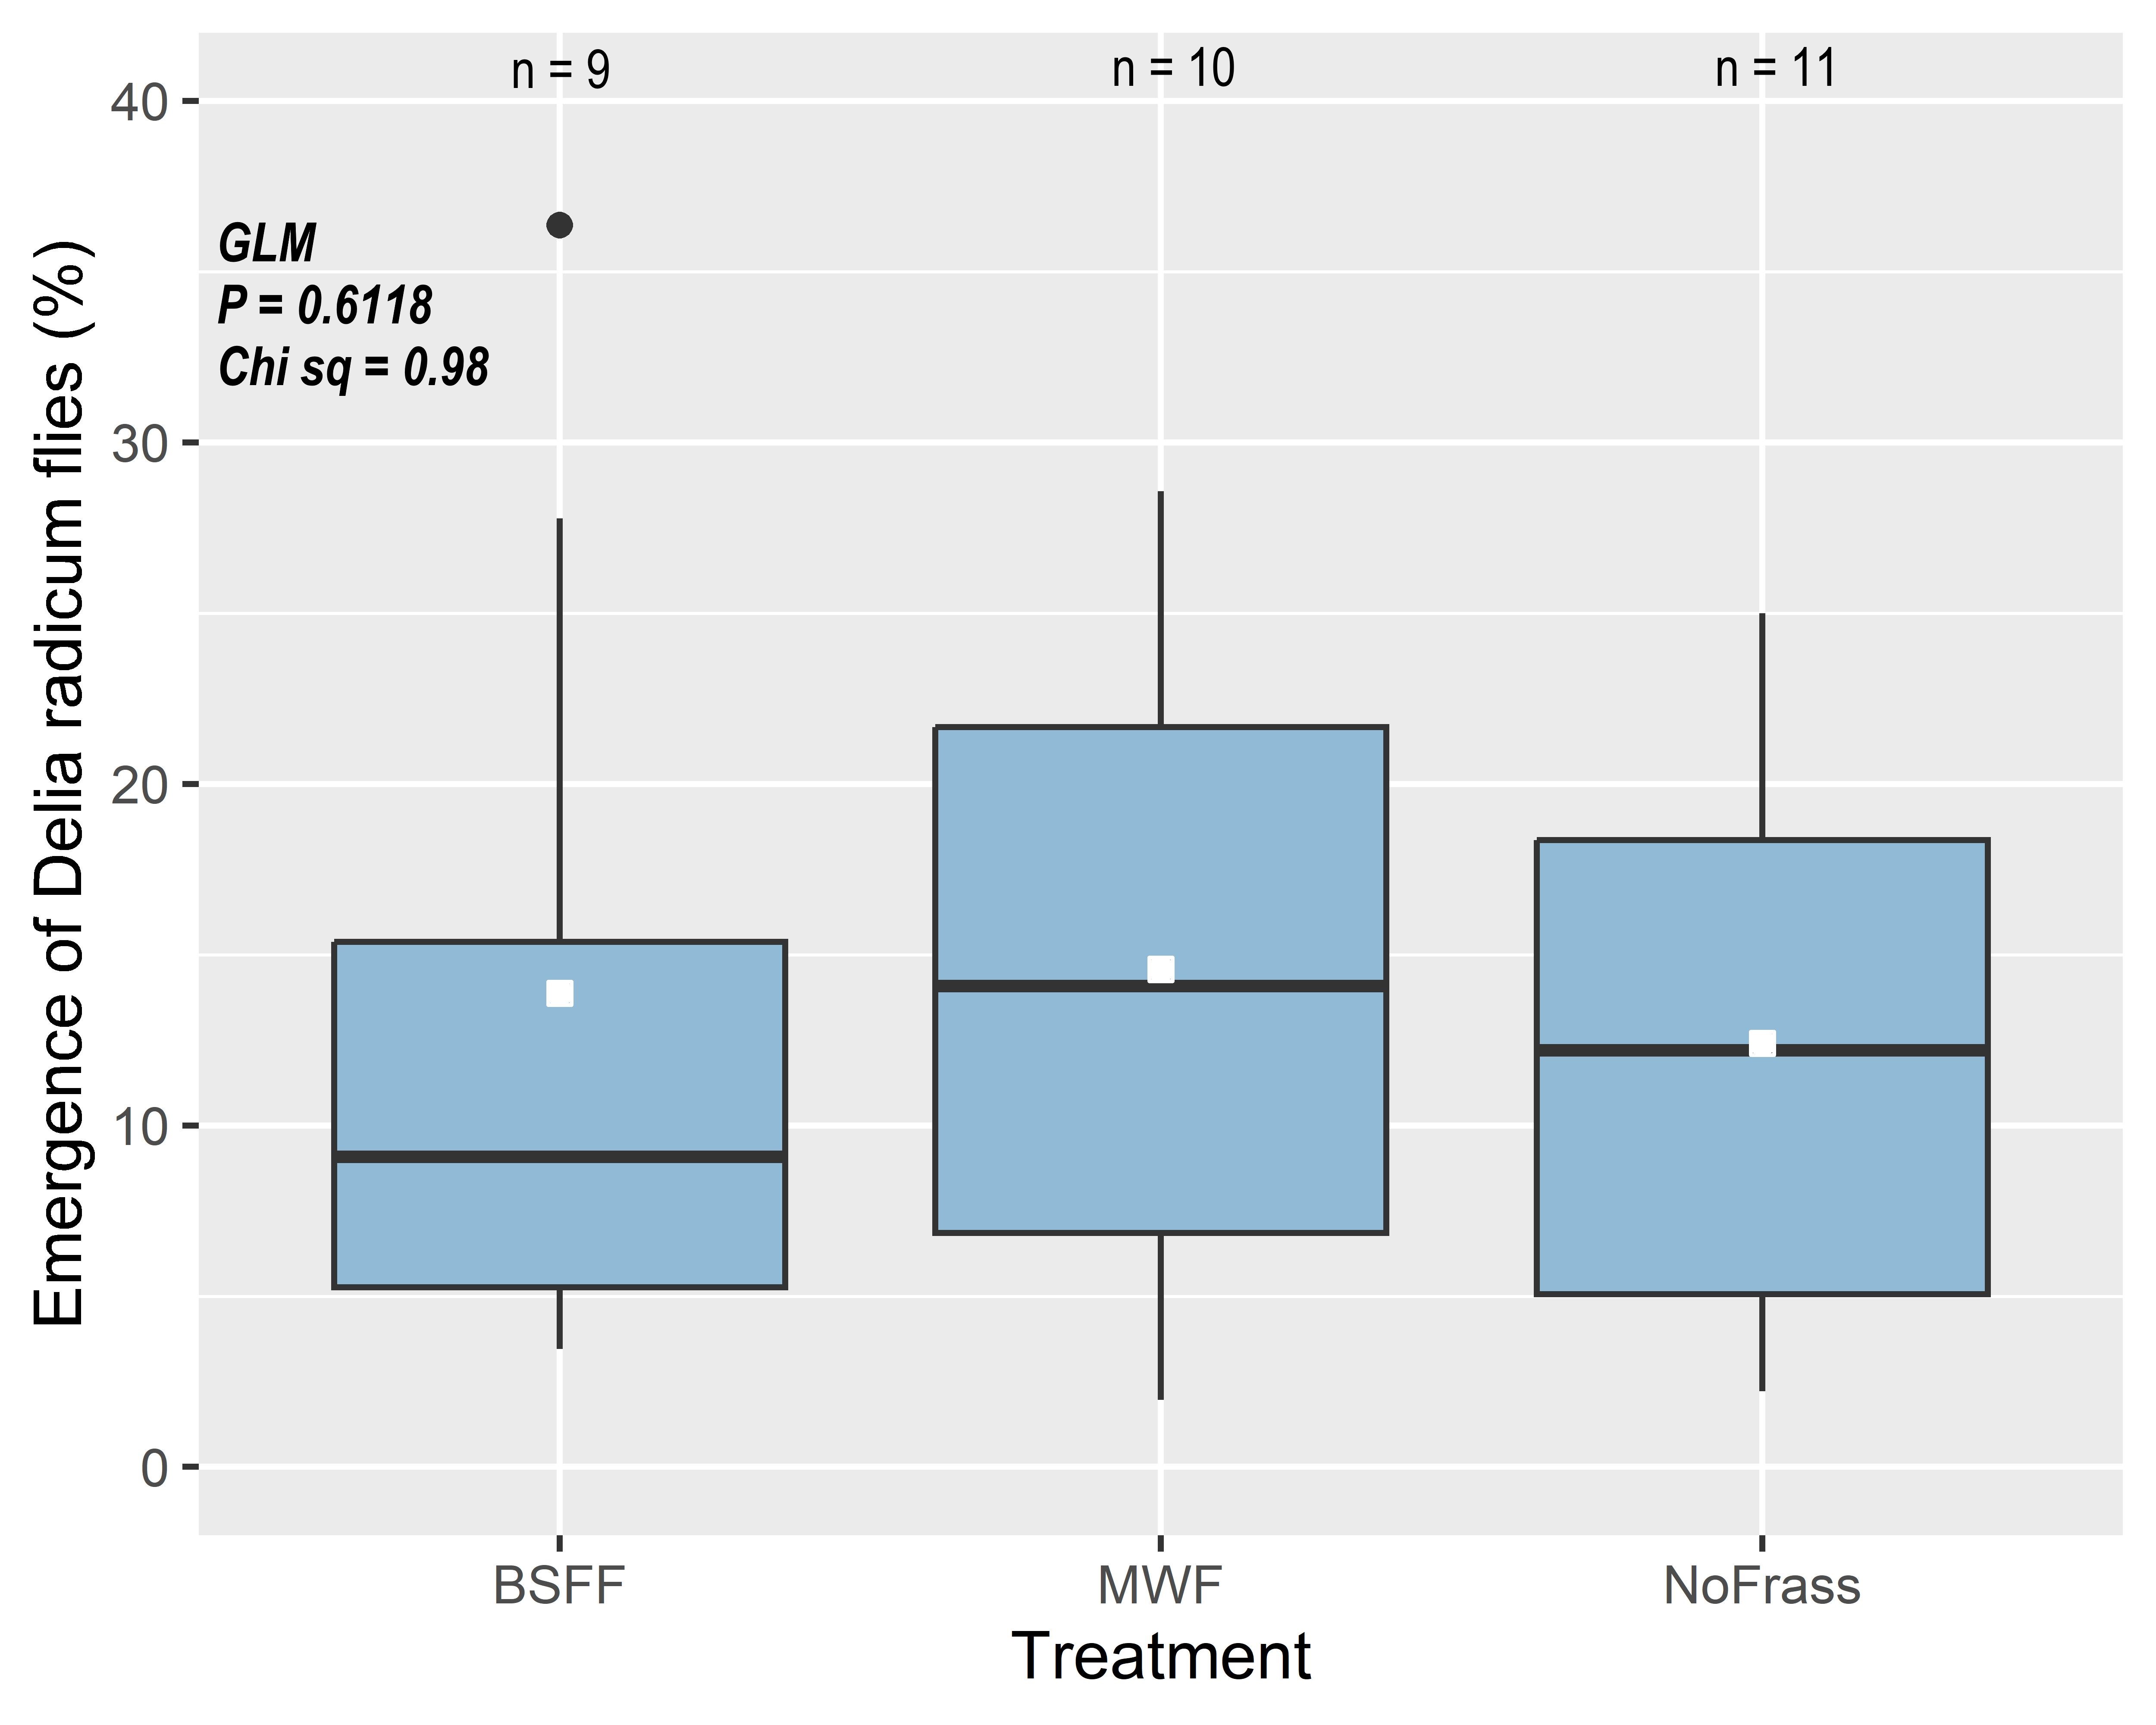 n = 9
n = 10
n = 11
GLM
P = 0.6118
Chi sq = 0.98
Emergence of Delia radicum flies (%)
40
30
20
10
0
BSFF
MWF
NoFrass
Treatment